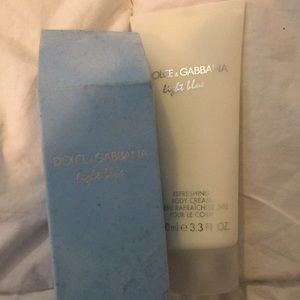 DOLCE & GABBANA
light blue
DOLCE & GABBANA
light blue
REFRESHING
BODY CREAM
POUR LE CORPS
3.3 Fl. OZ.